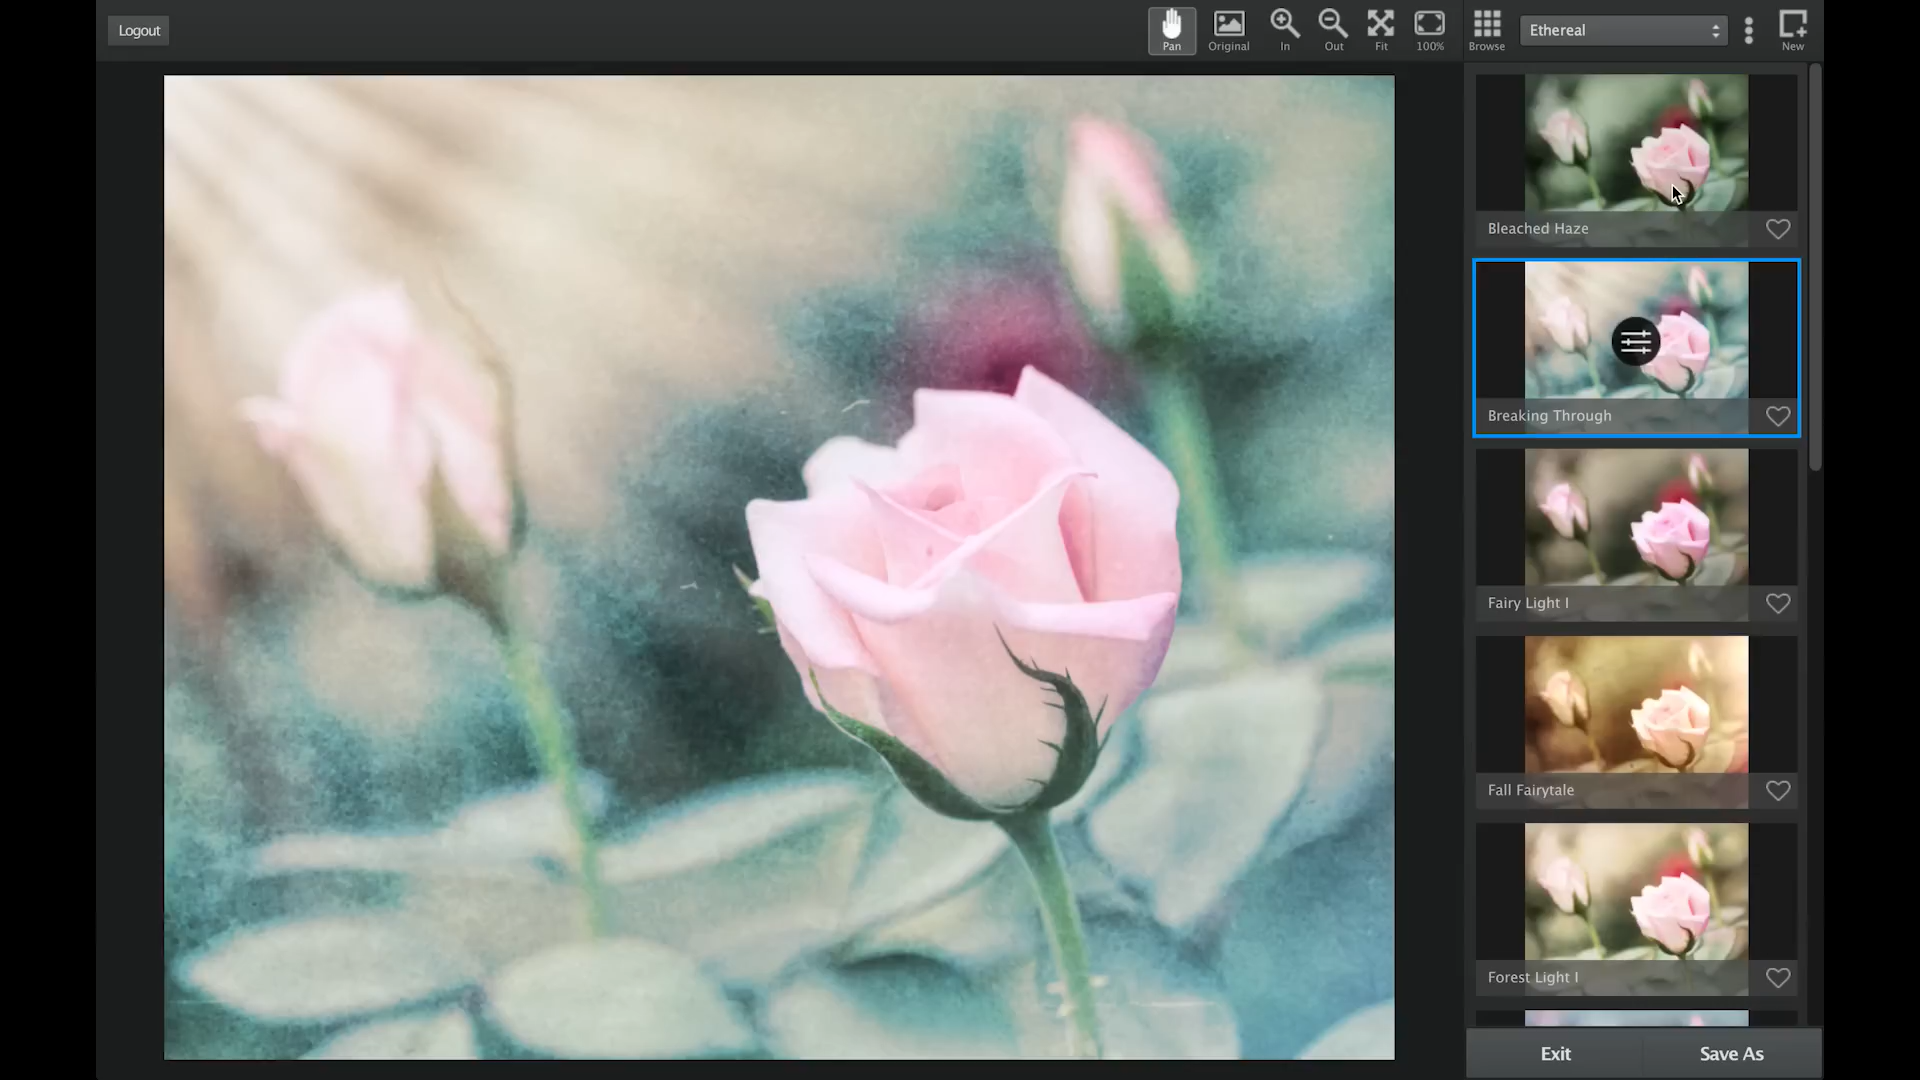 Logout
Pan
Original
In
Out
Fit
100%
Browse
Ethereal
New
Bleached Haze
Breaking Through
Fairy Light I
Fall Fairytale
Forest Light I
Exit
Save As